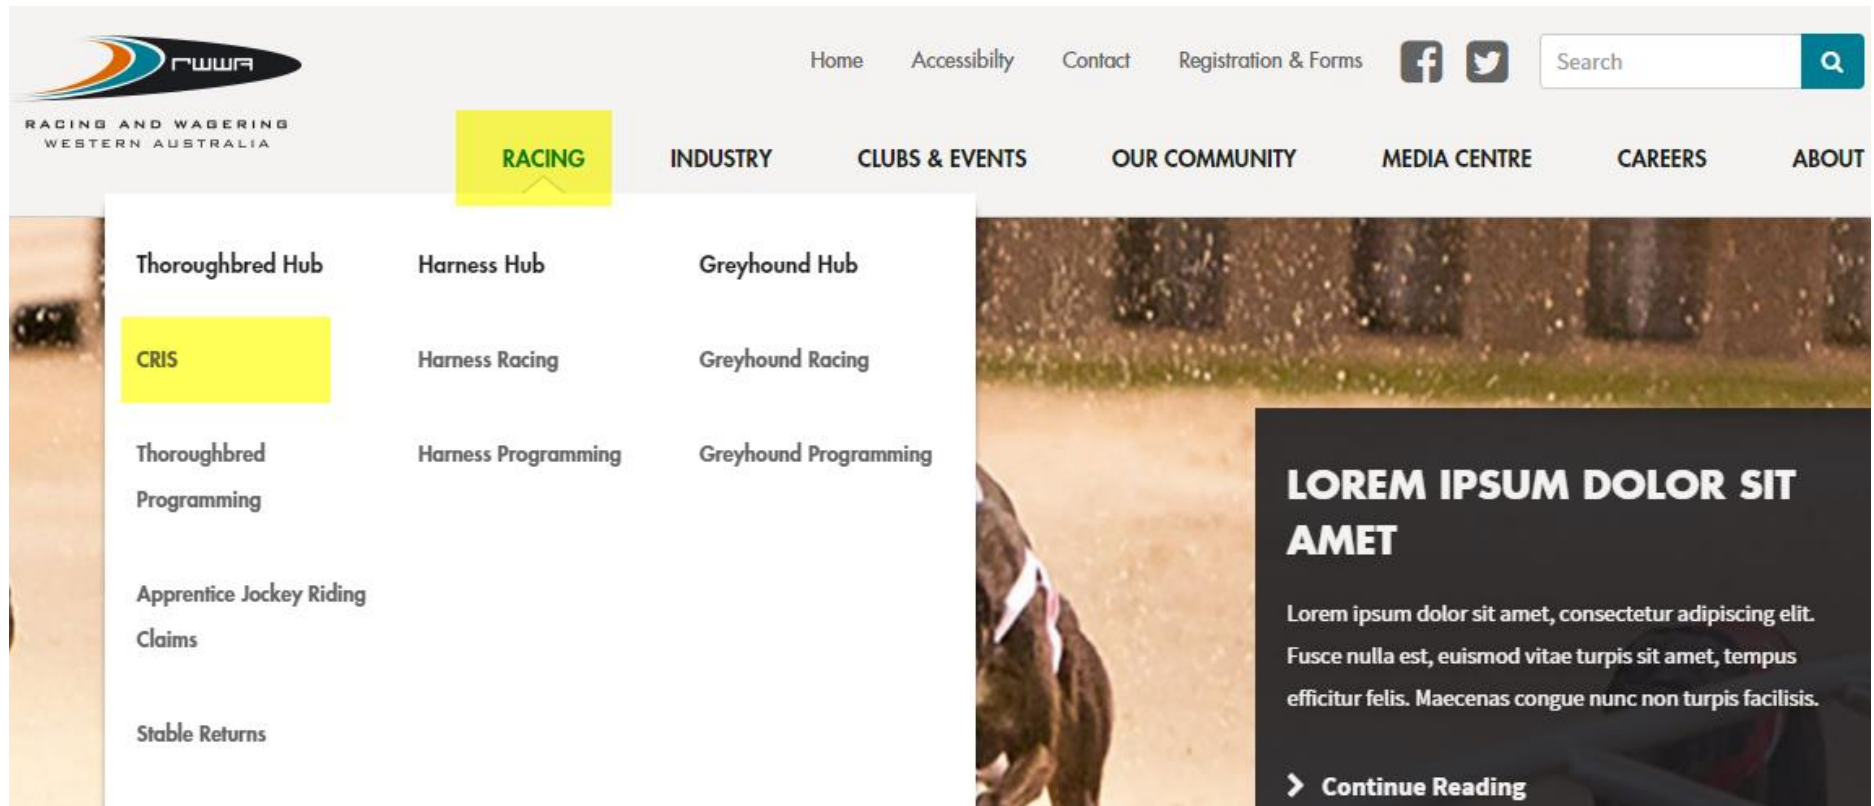 rwwa
RACING AND WAGERING
WESTERN AUSTRALIA
Home Accessibilty Contact Registration & Forms Search
RACING INDUSTRY CLUBS & EVENTS OUR COMMUNITY MEDIA CENTRE CAREERS ABOUT
Thoroughbred Hub
CRIS
Thoroughbred
Programming
Apprentice Jockey Riding
Claims
Stable Returns
Harness Hub
Harness Racing
Harness Programming
Greyhound Hub
Greyhound Racing
Greyhound Programming
LOREM IPSUM DOLOR SIT
AMET
Lorem ipsum dolor sit amet, consectetur adipiscing elit.
Fusce nulla est, euismod vitae turpis sit amet, tempus
efficitur felis. Maecenas congue nunc non turpis facilisis.
Continue Reading